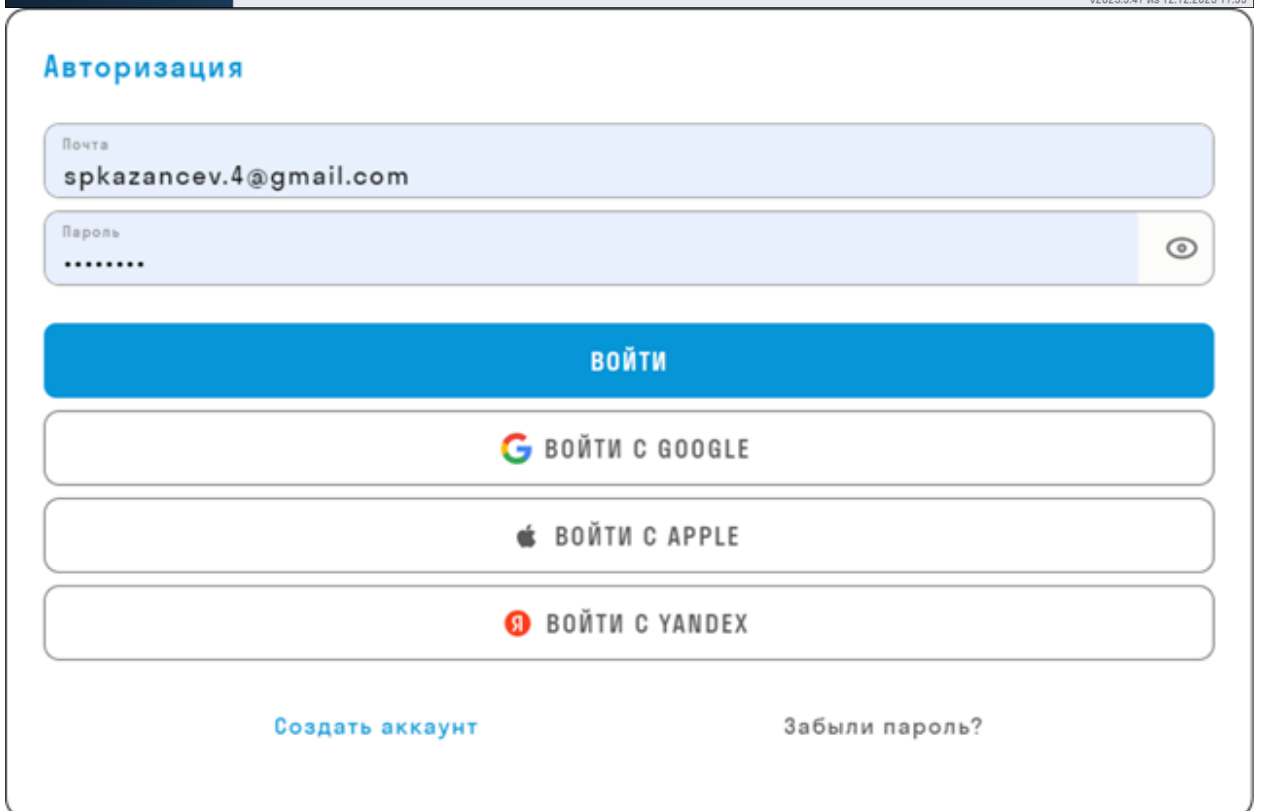 Авторизация
Почта
spkazancev.4@gmail.com
Пароль
••••••••
ВОЙТИ
ВОЙТИ С GOOGLE
ВОЙТИ С APPLE
ВОЙТИ С YANDEX
Создать аккаунт
Забыли пароль?